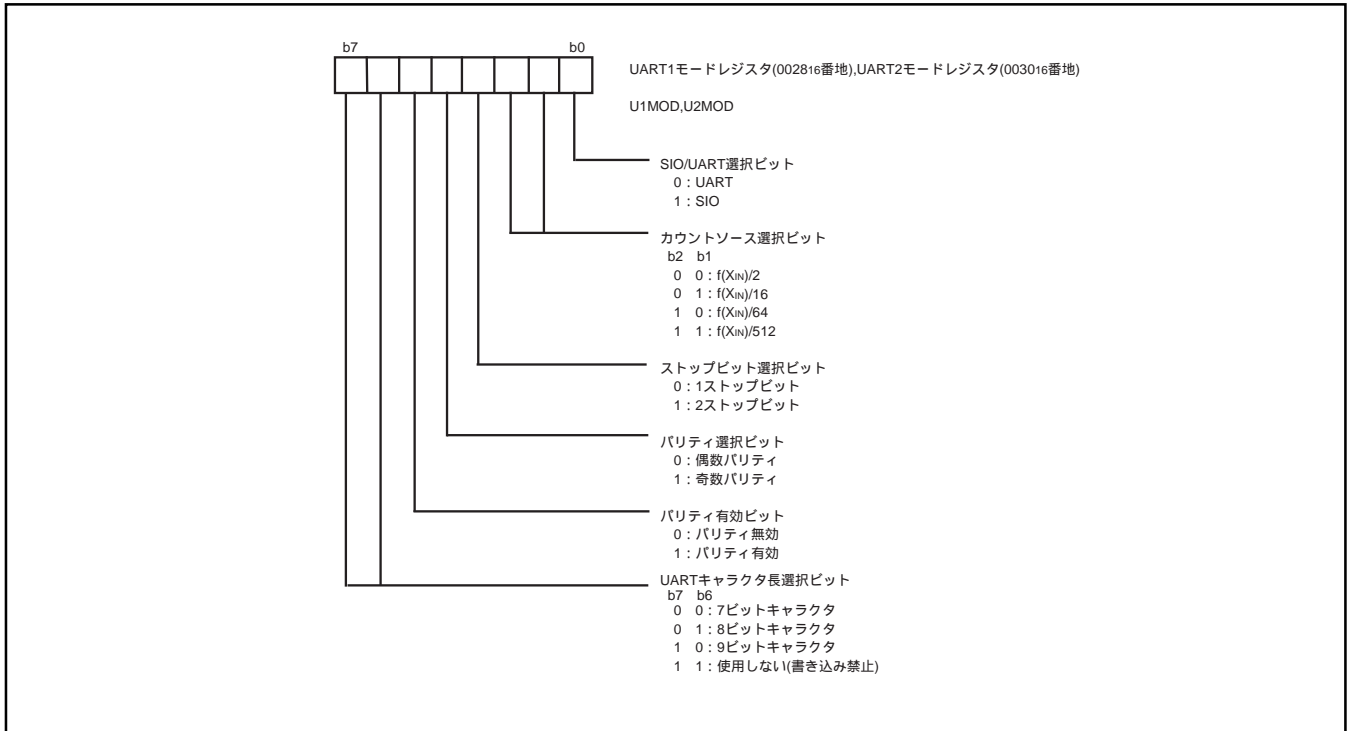 b7 b0
UART1モードレジスタ(002816番地),UART2モードレジスタ(003016番地)
U1MOD,U2MOD
SIO/UART選択ビット
0：UART
1：SIO
カウントソース選択ビット
b2 b1
0 0：f(XIN)/2
0 1：f(XIN)/16
1 0：f(XIN)/64
1 1：f(XIN)/512
ストップビット選択ビット
0：1ストップビット
1：2ストップビット
パリティ選択ビット
0：偶数パリティ
1：奇数パリティ
パリティ有効ビット
0：パリティ無効
1：パリティ有効
UARTキャラクタ長選択ビット
b7 b6
0 0：7ビットキャラクタ
0 1：8ビットキャラクタ
1 0：9ビットキャラクタ
1 1：使用しない(書き込み禁止)